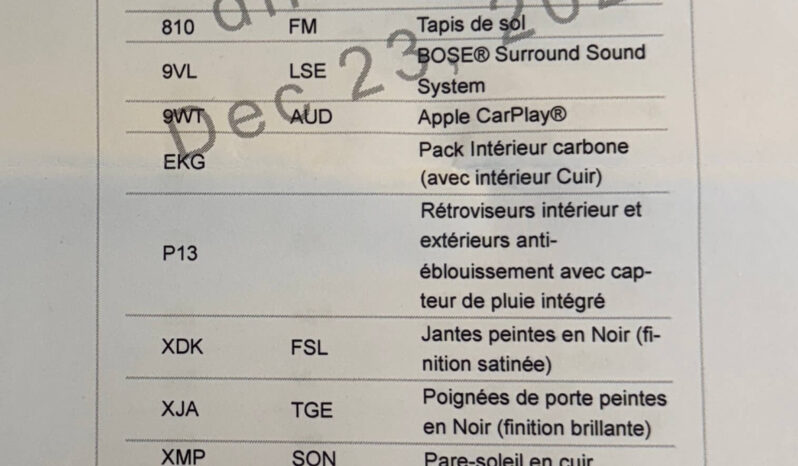 810 FM Tapis de sol
9VL LSE BOSE® Surround Sound
System
9WT AUD Apple CarPlay®
EKG Pack Intérieur carbone
(avec intérieur Cuir)
P13 Rétroviseurs intérieur et
extérieurs anti-
éblouissement avec cap-
teur de pluie intégré
XDK FSL Jantes peintes en Noir (fi-
nition satinée)
XJA TGE Poignées de porte peintes
en Noir (finition brillante)
XMP SON Pare-soleil en cuir
Dec 23,